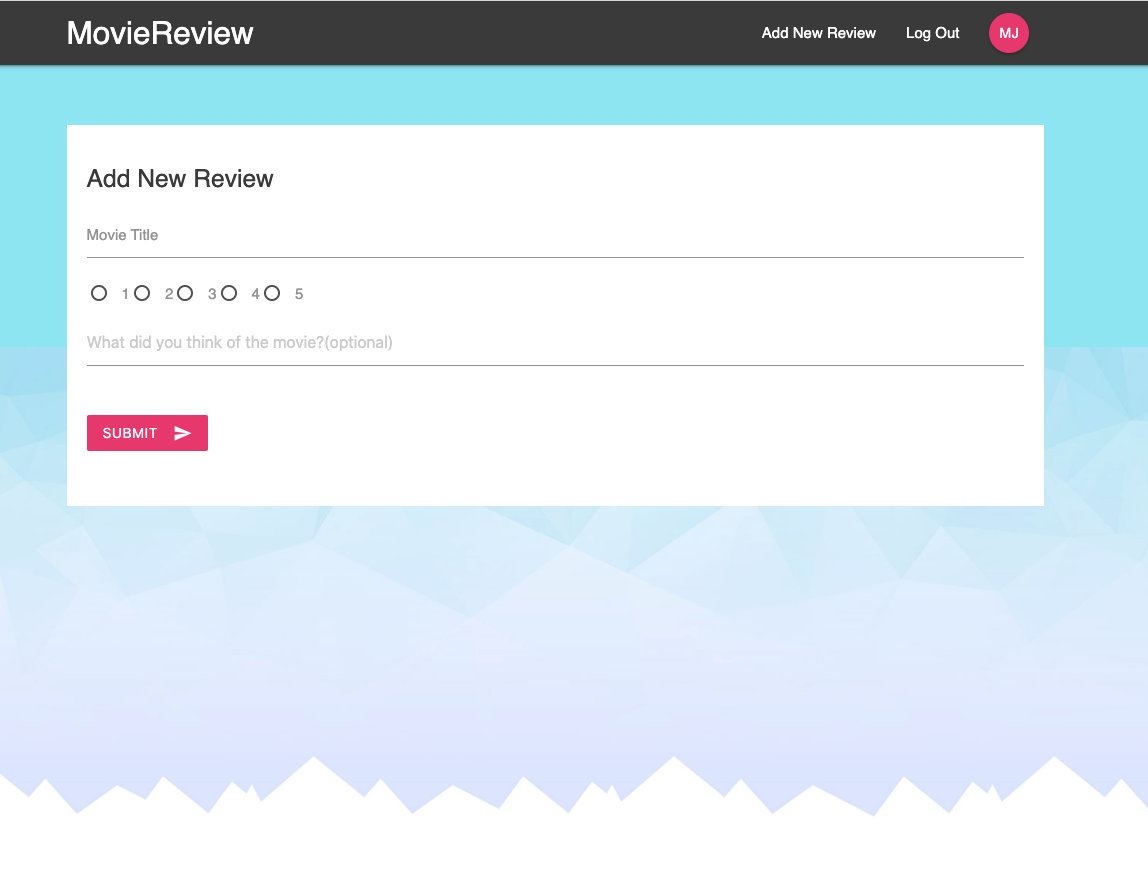 MovieReview
Add New Review Log Out MJ
Add New Review
Movie Title
1 2 3 4 5
What did you think of the movie?(optional)
SUBMIT